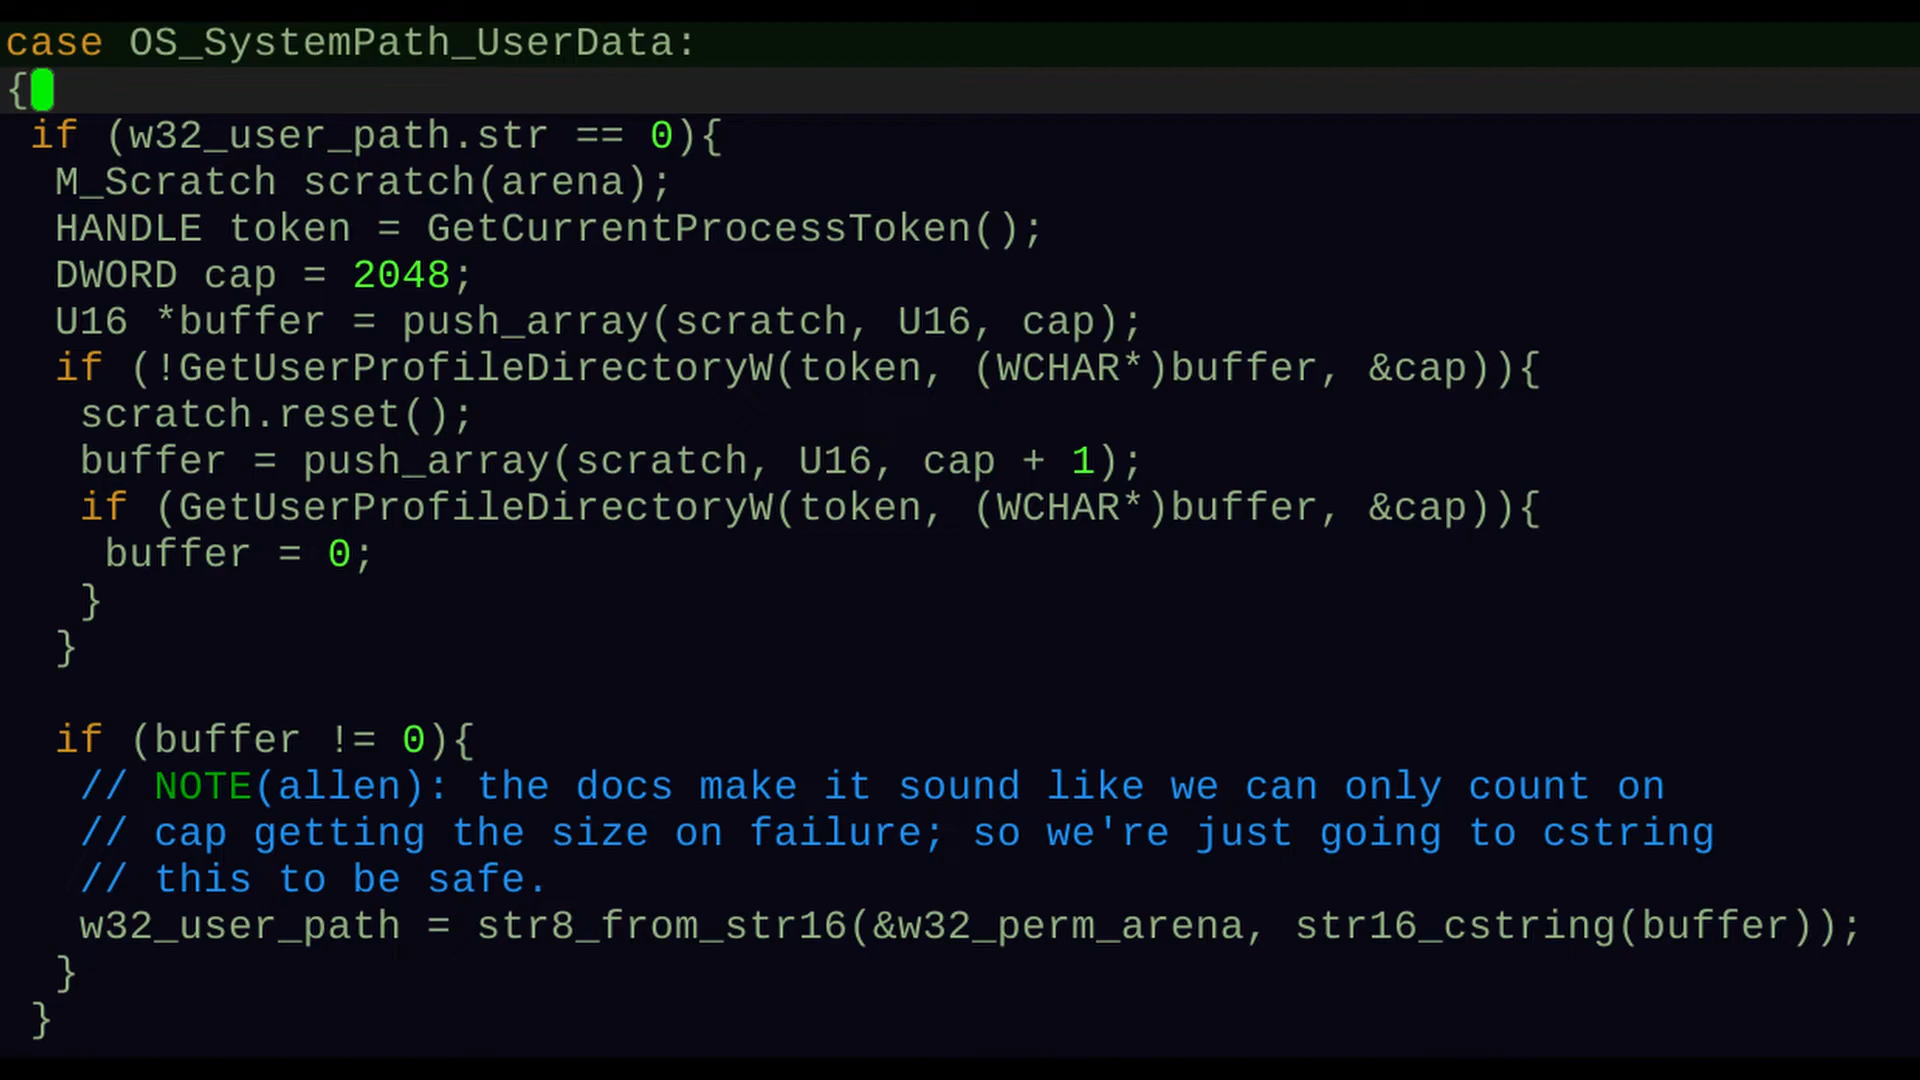 case OS_SystemPath_UserData:
{
if (w32_user_path.str == 0){
M_Scratch scratch(arena);
HANDLE token = GetCurrentProcessToken();
DWORD cap = 2048;
U16 *buffer = push_array(scratch, U16, cap);
if (!GetUserProfileDirectoryW(token, (WCHAR*)buffer, &cap)){
scratch.reset();
buffer = push_array(scratch, U16, cap + 1);
if (GetUserProfileDirectoryW(token, (WCHAR*)buffer, &cap)){
buffer = 0;
}
}
if (buffer != 0){
// NOTE(allen): the docs make it sound like we can only count on
// cap getting the size on failure; so we're just going to cstring
// this to be safe.
w32_user_path = str8_from_str16(&w32_perm_arena, str16_cstring(buffer));
}
}